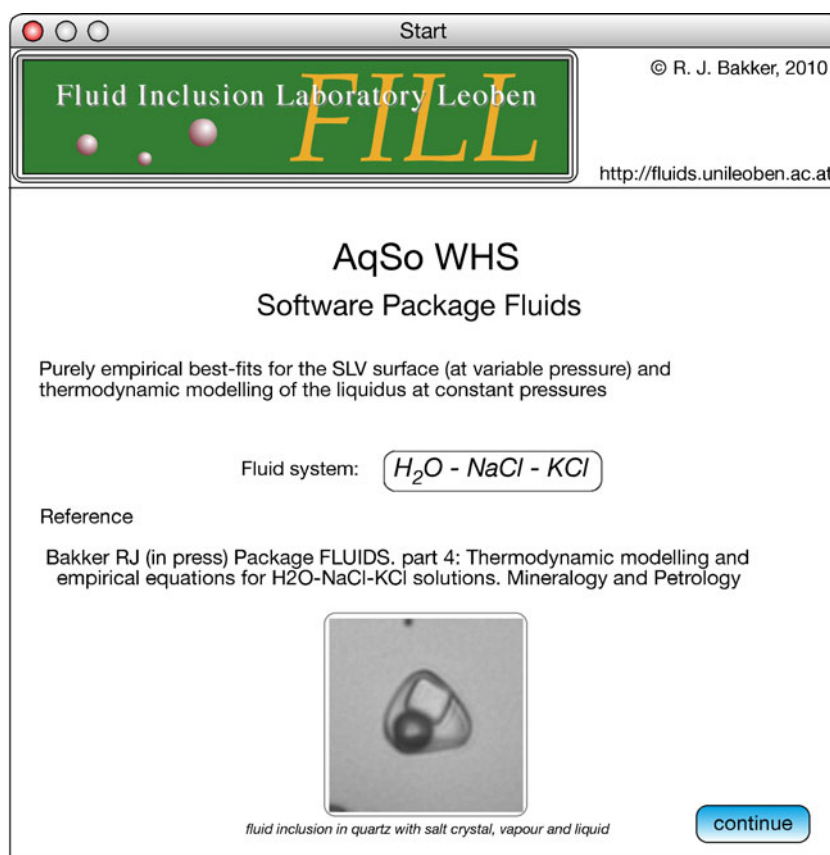 Start
Fluid Inclusion Laboratory Leoben
FILL
© R. J. Bakker, 2010
http://fluids.unileoben.ac.at
AqSo WHS
Software Package Fluids
Purely empirical best-fits for the SLV surface (at variable pressure) and
thermodynamic modelling of the liquidus at constant pressures
Fluid system: H₂O - NaCl - KCl
Reference
Bakker RJ (in press) Package FLUIDS. part 4: Thermodynamic modelling and
empirical equations for H2O-NaCl-KCl solutions. Mineralogy and Petrology
fluid inclusion in quartz with salt crystal, vapour and liquid
continue